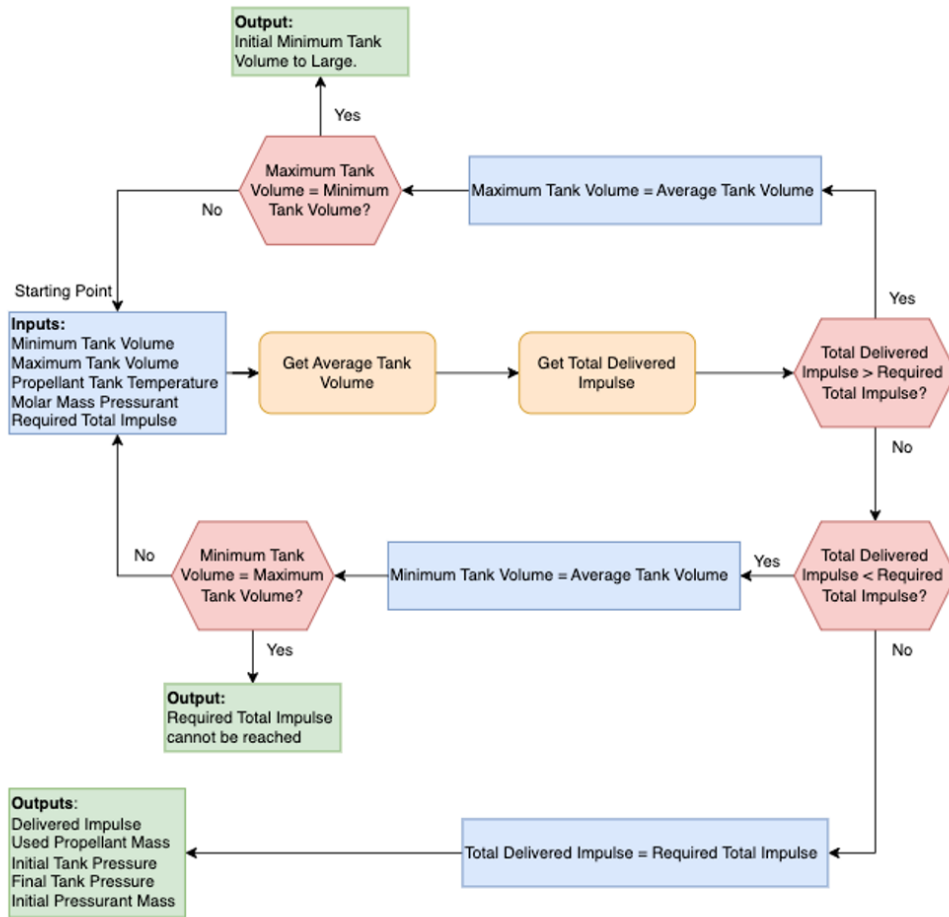 Output:
Initial Minimum Tank
Volume to Large.
Yes
Maximum Tank
Volume = Minimum
Tank Volume?
Maximum Tank Volume = Average Tank Volume
No
Starting Point
Yes
Inputs:
Minimum Tank Volume
Maximum Tank Volume
Propellant Tank Temperature
Molar Mass Pressurant
Required Total Impulse
Get Average Tank
Volume
Get Total Delivered
Impulse
Total Delivered
Impulse > Required
Total Impulse?
No
No
Minimum Tank
Volume = Maximum
Tank Volume?
Minimum Tank Volume = Average Tank Volume
Yes
Total Delivered
Impulse < Required
Total Impulse?
Yes
No
Output:
Required Total Impulse
cannot be reached
Outputs:
Delivered Impulse
Used Propellant Mass
Initial Tank Pressure
Final Tank Pressure
Initial Pressurant Mass
Total Delivered Impulse = Required Total Impulse